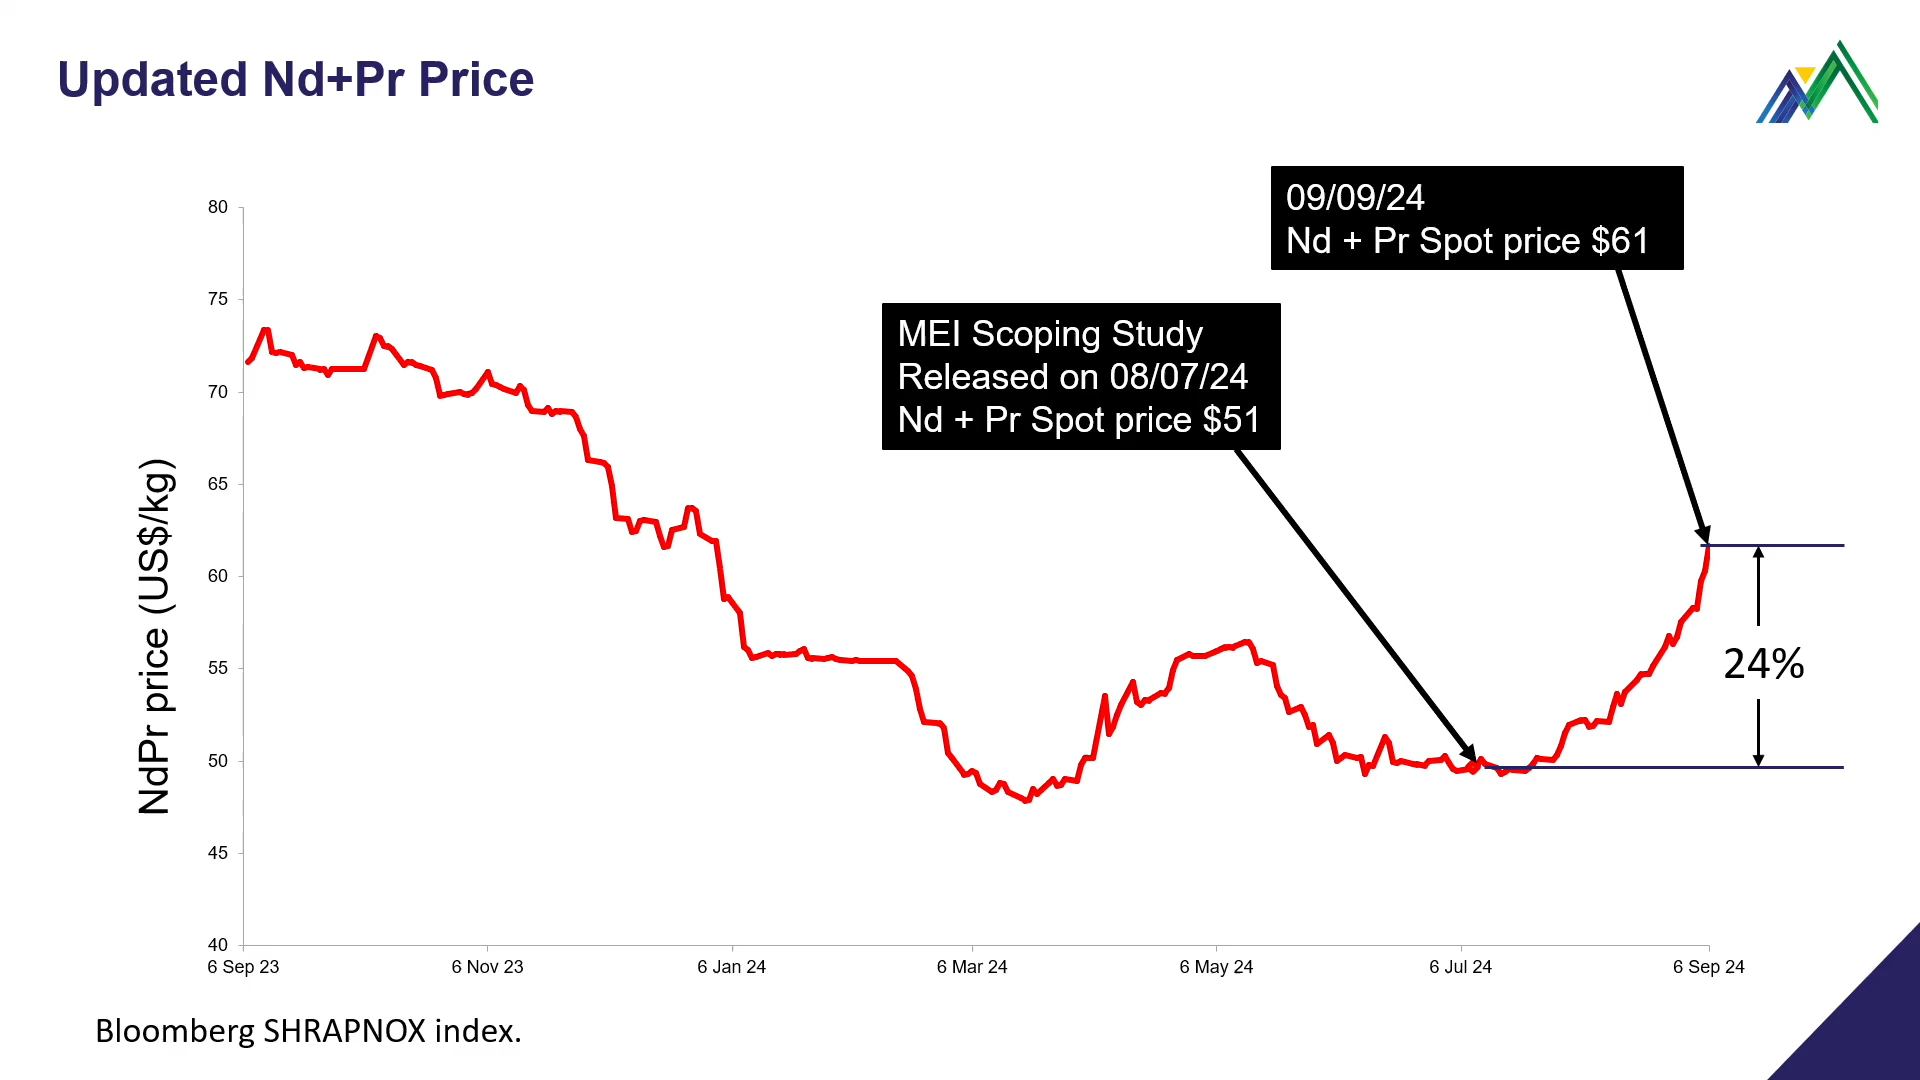 Updated Nd+Pr Price
09/09/24
Nd + Pr Spot price $61
MEI Scoping Study
Released on 08/07/24
Nd + Pr Spot price $51
NdPr price (US$/kg)
80
75
70
65
60
55
50
45
40
24%
6 Sep 23
6 Nov 23
6 Jan 24
6 Mar 24
6 May 24
6 Jul 24
6 Sep 24
Bloomberg SHRAPNOX index.